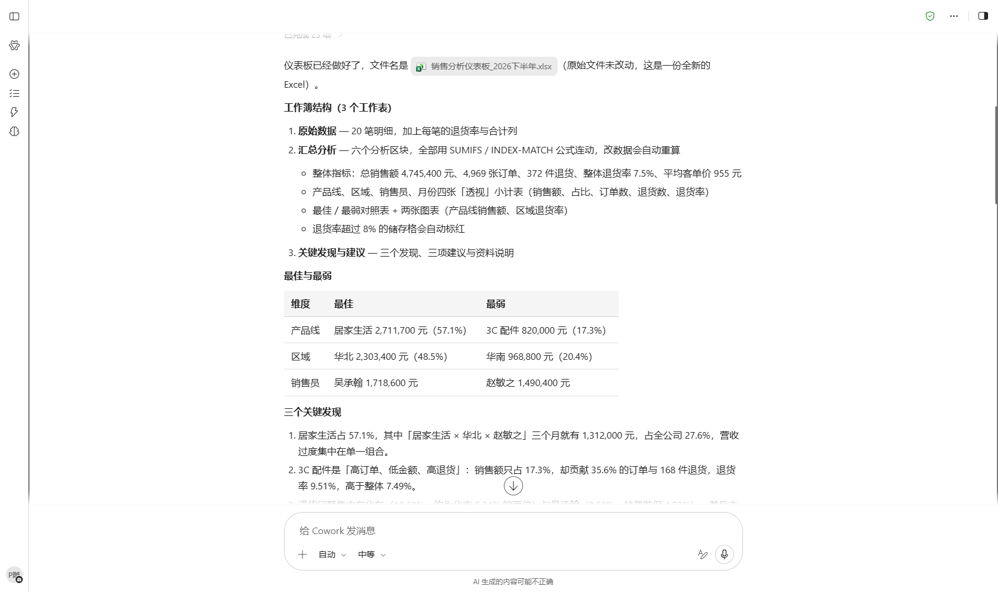 已完成 23 项
仪表板已经做好了，文件名是 销售分析仪表板_2026下半年.xlsx （原始文件未改动，这是一份全新的
Excel）。
工作簿结构（3 个工作表）
1. 原始数据 — 20 笔明细，加上每笔的退货率与合计列
2. 汇总分析 — 六个分析区块，全部用 SUMIFS / INDEX-MATCH 公式连动，改数据会自动重算
整体指标：总销售额 4,745,400 元、4,969 张订单、372 件退货、整体退货率 7.5%、平均客单价 955 元
产品线、区域、销售员、月份四张「透视」小计表（销售额、占比、订单数、退货数、退货率）
最佳 / 最弱对照表 + 两张图表（产品线销售额、区域退货率）
退货率超过 8% 的储存格会自动标红
3. 关键发现与建议 — 三个发现、三项建议与资料说明
最佳与最弱
维度 最佳 最弱
产品线 居家生活 2,711,700 元（57.1%） 3C 配件 820,000 元（17.3%）
区域 华北 2,303,400 元（48.5%） 华南 968,800 元（20.4%）
销售员 吴承翰 1,718,600 元 赵敏之 1,490,400 元
三个关键发现
1. 居家生活占 57.1%，其中「居家生活 × 华北 × 赵敏之」三个月就有 1,312,000 元，占全公司 27.6%，营收
过度集中在单一组合。
2. 3C 配件是「高订单、低金额、高退货」：销售额只占 17.3%，却贡献 35.6% 的订单与 168 件退货，退货
率 9.51%，高于整体 7.49%。
给 Cowork 发消息
自动 中等
AI 生成的内容可能不正确
P辦